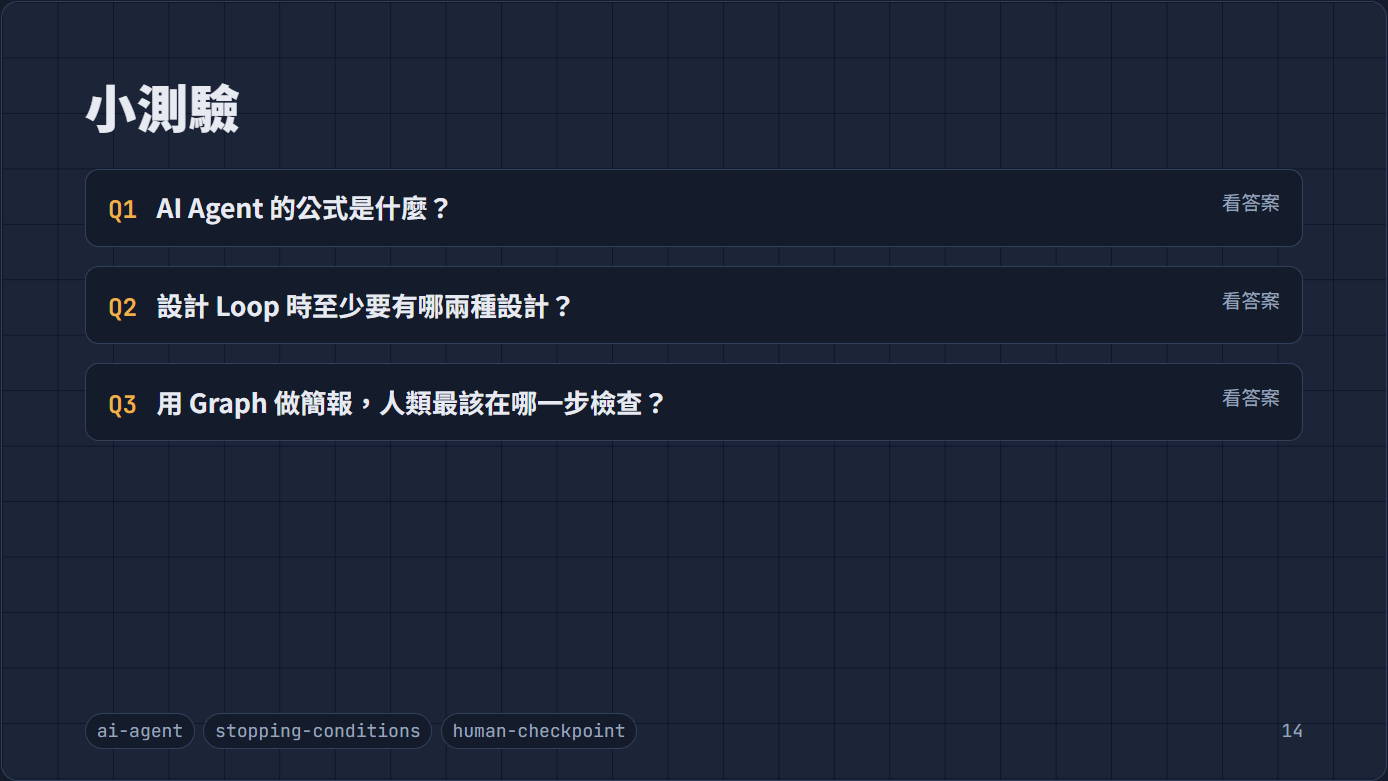 小測驗
Q1 AI Agent 的公式是什麼？ 看答案
Q2 設計 Loop 時至少要有哪兩種設計？ 看答案
Q3 用 Graph 做簡報，人類最該在哪一步檢查？ 看答案
ai-agent stopping-conditions human-checkpoint 14